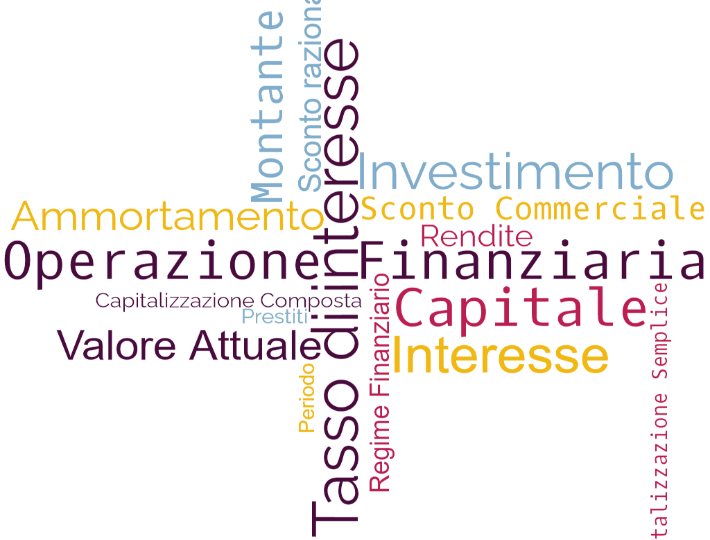 Montante
Sconto raziona
Tasso di interesse
Investimento
Ammortamento
Sconto Commerciale
Rendite
Operazione Finanziaria
Capitalizzazione Composta
Capitale
Prestiti
Valore Attuale
Interesse
Periodo
Regime Finanziario
talizzazione Semplice